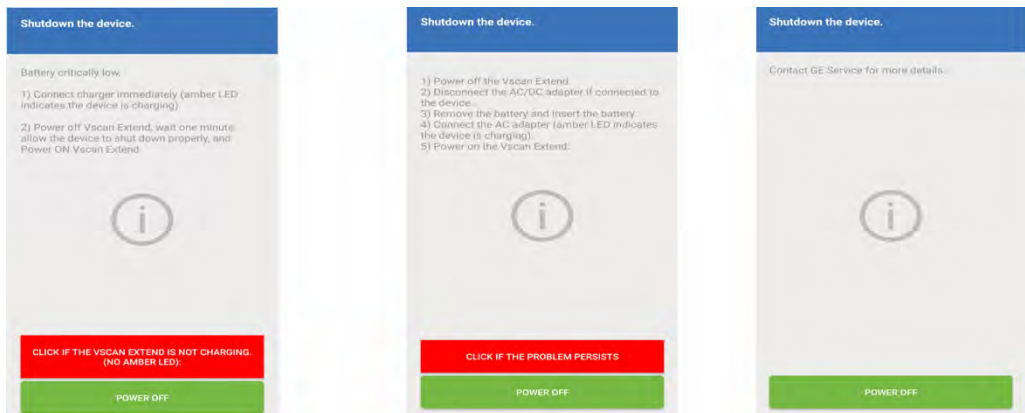 Shutdown the device.
Battery critically low.
1) Connect charger immediately (amber LED
indicates the device is charging)
2) Power off Vscan Extend, wait one minute
allow the device to shut down properly, and
Power ON Vscan Extend
i
CLICK IF THE VSCAN EXTEND IS NOT CHARGING.
(NO AMBER LED):
POWER OFF
Shutdown the device.
1) Power off the Vscan Extend
2) Disconnect the AC/DC adapter if connected to
the device.
3) Remove the battery and insert the battery
4) Connect the AC adapter (amber LED indicates
the device is charging).
5) Power on the Vscan Extend.
i
CLICK IF THE PROBLEM PERSISTS
POWER OFF
Shutdown the device.
Contact GE Service for more details.
i
POWER OFF